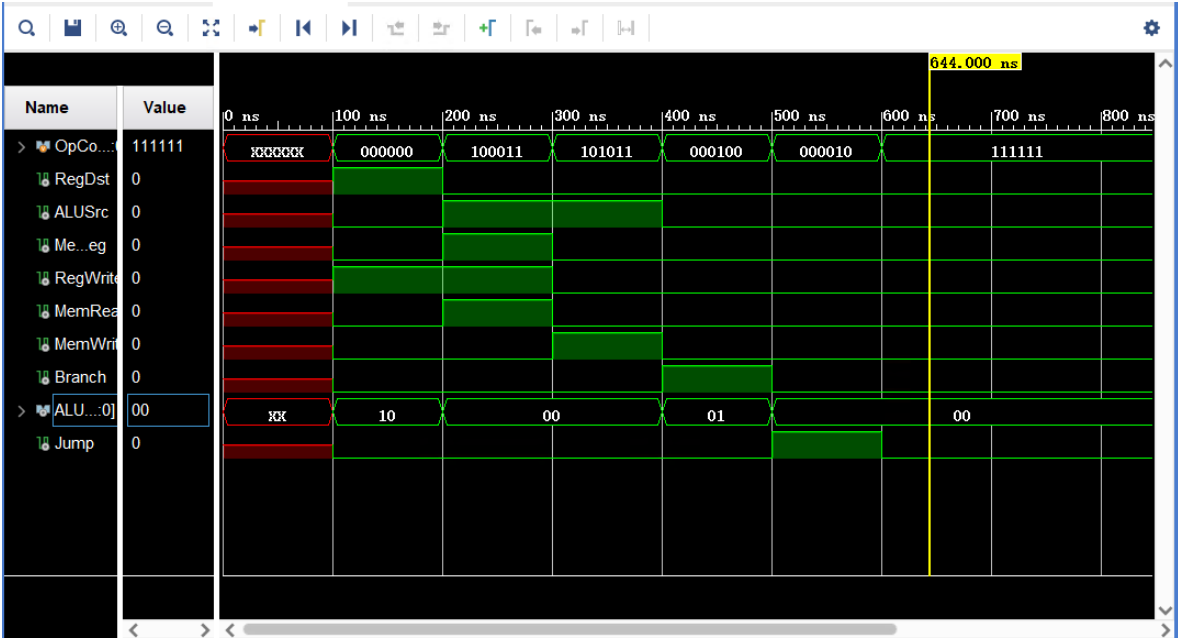 644.000 ns
Name Value
0 ns 100 ns 200 ns 300 ns 400 ns 500 ns 600 ns 700 ns 800 ns
OpCo...: 111111 XXXXXX 000000 100011 101011 000100 000010 111111
RegDst 0
ALUSrc 0
Me...eg 0
RegWrite 0
MemRea 0
MemWrit 0
Branch 0
ALU...:0] 00 XX 10 00 01 00
Jump 0